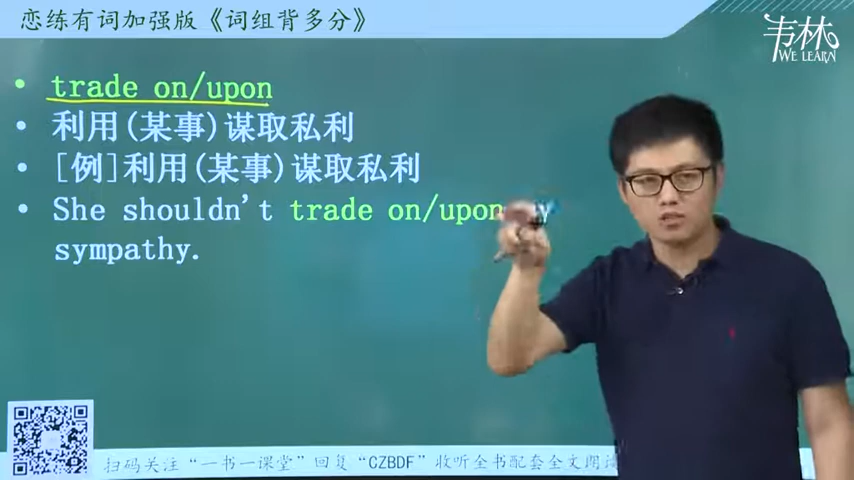 恋练有词加强版《词组背多分》
韦林
WE LEARN
• trade on/upon
• 利用(某事)谋取私利
• [例]利用(某事)谋取私利
• She shouldn't trade on/upon
sympathy.
扫码关注“一书一课堂”回复“CZBDF”收听全书配套全文朗读